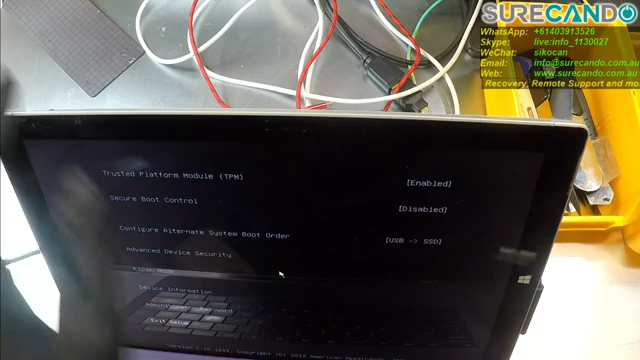 SURECANDO
WhatsApp: +61403913526
Skype: live:info_1130027
WeChat: sikocan
Email: info@surecando.com.au
Web: www.surecando.com.au
Recovery, Remote Support and mo
Trusted Platform Module (TPM) [Enabled]
Secure Boot Control [Disabled]
Configure Alternate System Boot Order [USB -> SSD]
Advanced Device Security
Kiosk Mode
Device Information
Exit Setup